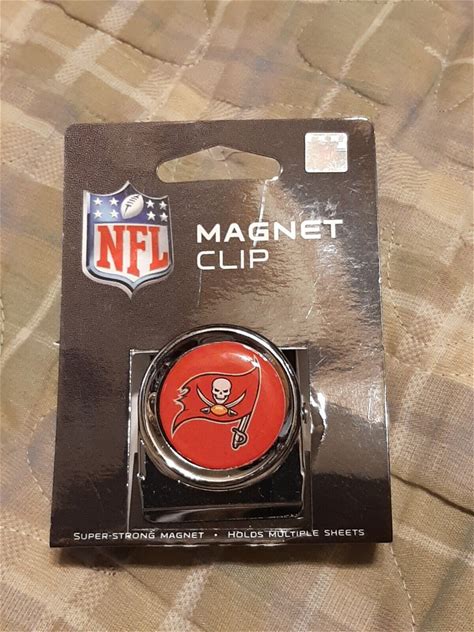 NFL
MAGNET
CLIP
SUPER-STRONG MAGNET • HOLDS MULTIPLE SHEETS